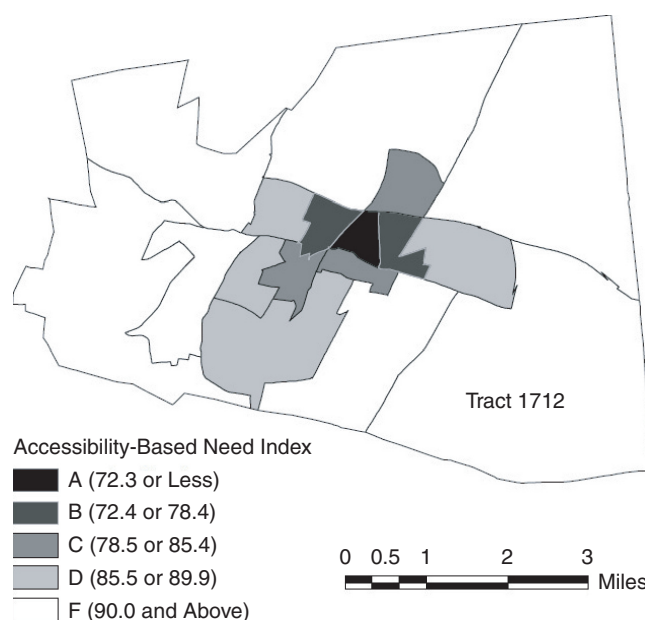 Tract 1712
Accessibility-Based Need Index
A (72.3 or Less)
B (72.4 or 78.4)
C (78.5 or 85.4)
D (85.5 or 89.9)
F (90.0 and Above)
0 0.5 1 2 3
Miles